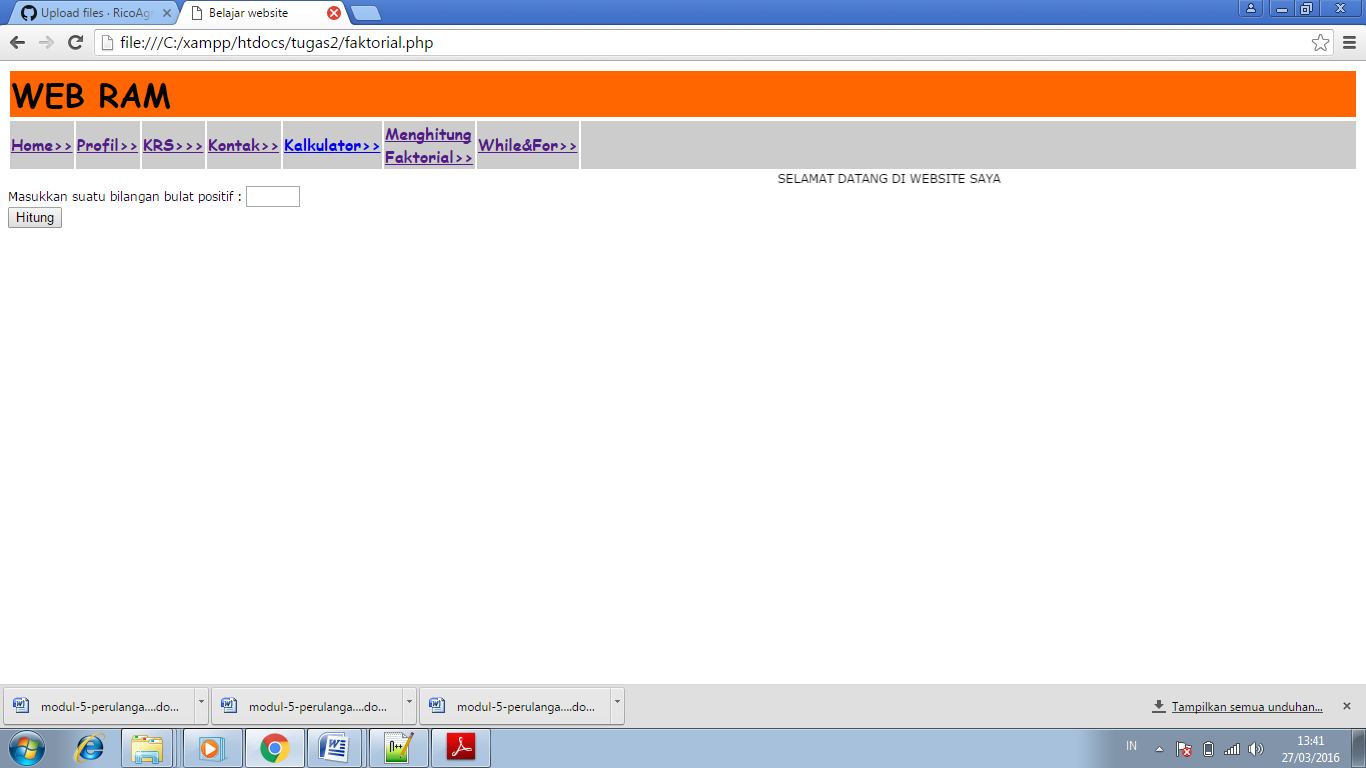 Upload files · RicoAg
Belajar website
file:///C:/xampp/htdocs/tugas2/faktorial.php
WEB RAM
Home>> Profil>> KRS>>> Kontak>> Kalkulator>> Menghitung Faktorial>> While&For>>
SELAMAT DATANG DI WEBSITE SAYA
Masukkan suatu bilangan bulat positif :
Hitung
modul-5-perulanga....do...
modul-5-perulanga....do...
modul-5-perulanga....do...
Tampilkan semua unduhan...
IN
13:41
27/03/2016